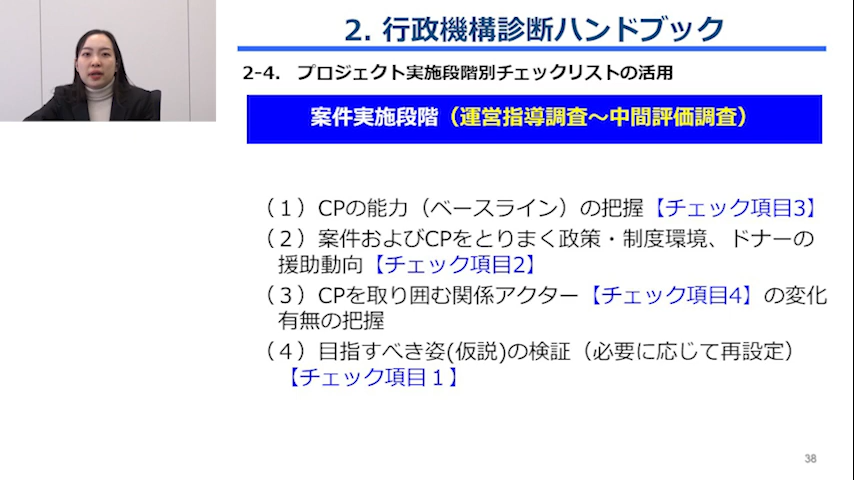 2. 行政機構診断ハンドブック
2-4. プロジェクト実施段階別チェックリストの活用
案件実施段階（運営指導調査～中間評価調査）
（１）CPの能力（ベースライン）の把握【チェック項目3】
（２）案件およびCPをとりまく政策・制度環境、ドナーの
援助動向【チェック項目2】
（３）CPを取り囲む関係アクター【チェック項目4】の変化
有無の把握
（４）目指すべき姿(仮説)の検証（必要に応じて再設定）
【チェック項目１】
38